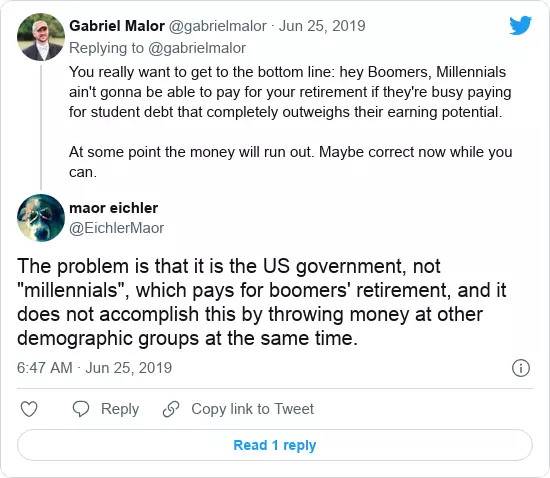 Gabriel Malor @gabrielmalor · Jun 25, 2019
Replying to @gabrielmalor
You really want to get to the bottom line: hey Boomers, Millennials
ain't gonna be able to pay for your retirement if they're busy paying
for student debt that completely outweighs their earning potential.
At some point the money will run out. Maybe correct now while you
can.
maor eichler
@EichlerMaor
The problem is that it is the US government, not
"millennials", which pays for boomers' retirement, and it
does not accomplish this by throwing money at other
demographic groups at the same time.
6:47 AM · Jun 25, 2019
Reply
Copy link to Tweet
Read 1 reply